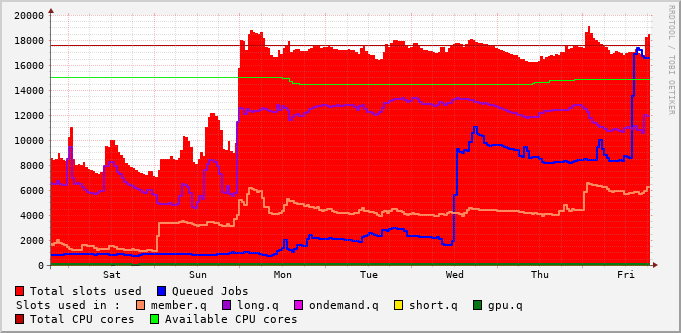 20000
18000
16000
14000
12000
10000
8000
6000
4000
2000
0
Sat Sun Mon Tue Wed Thu Fri
RRDTOOL / TOBI OETIKER
Total slots used Queued Jobs
Slots used in : member.q long.q ondemand.q short.q gpu.q
Total CPU cores Available CPU cores